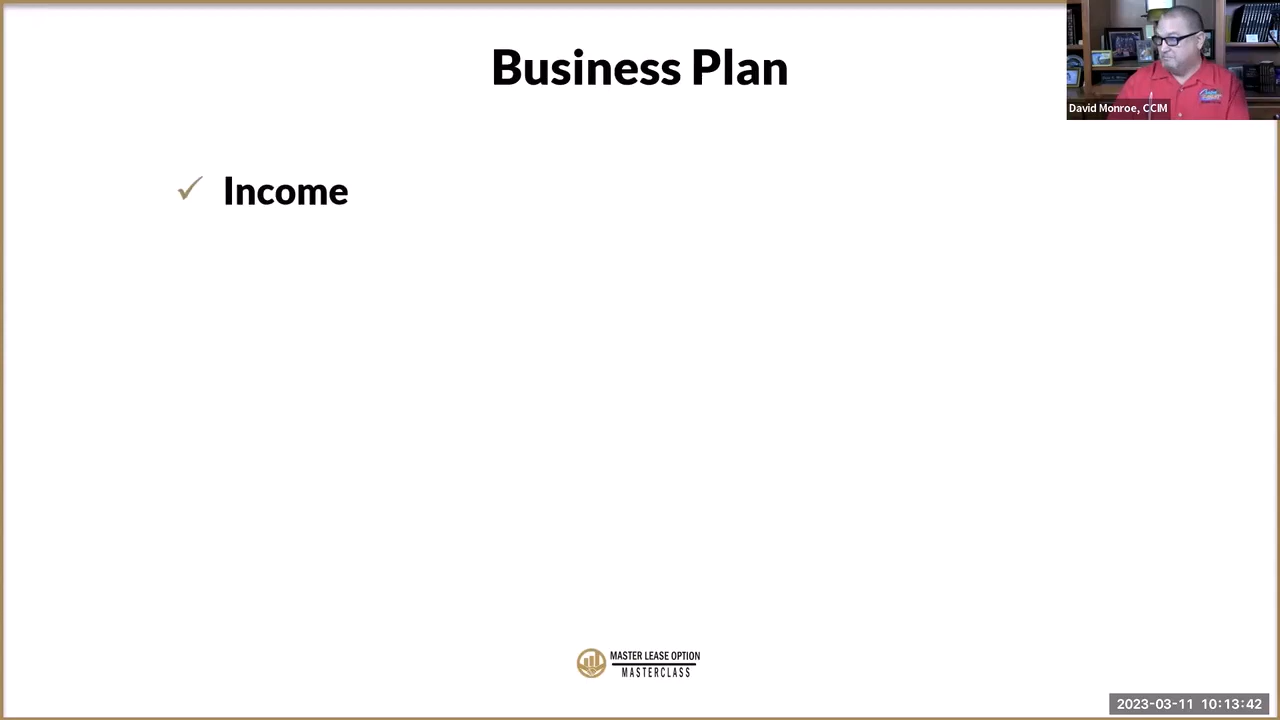 Business Plan
David Monroe, CCIM
Income
MASTER LEASE OPTION
MASTERCLASS
2023-03-11 10:13:42